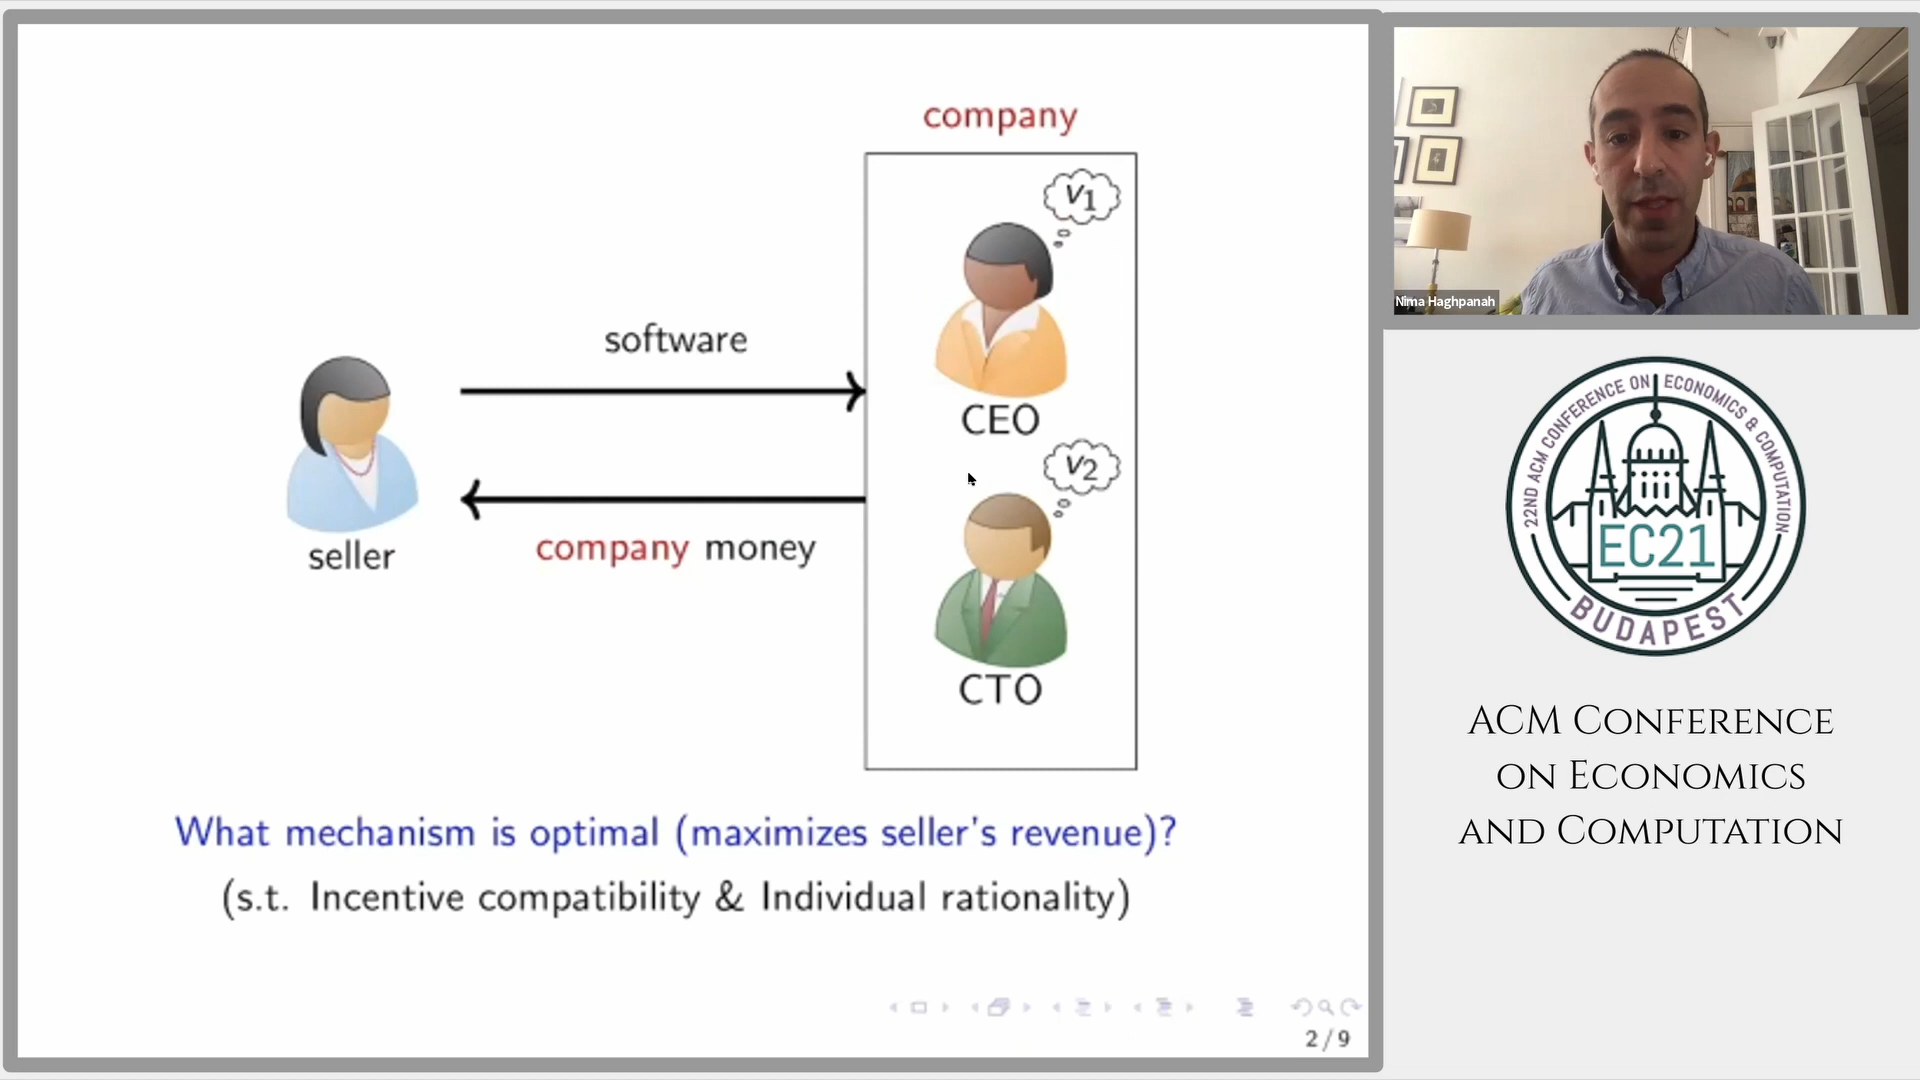 company
v1
software
CEO
v2
seller
company money
CTO
What mechanism is optimal (maximizes seller's revenue)?
(s.t. Incentive compatibility & Individual rationality)
2 / 9
Nima Haghpanah
22ND ACM CONFERENCE ON ECONOMICS & COMPUTATION
EC21
BUDAPEST
ACM CONFERENCE
ON ECONOMICS
AND COMPUTATION